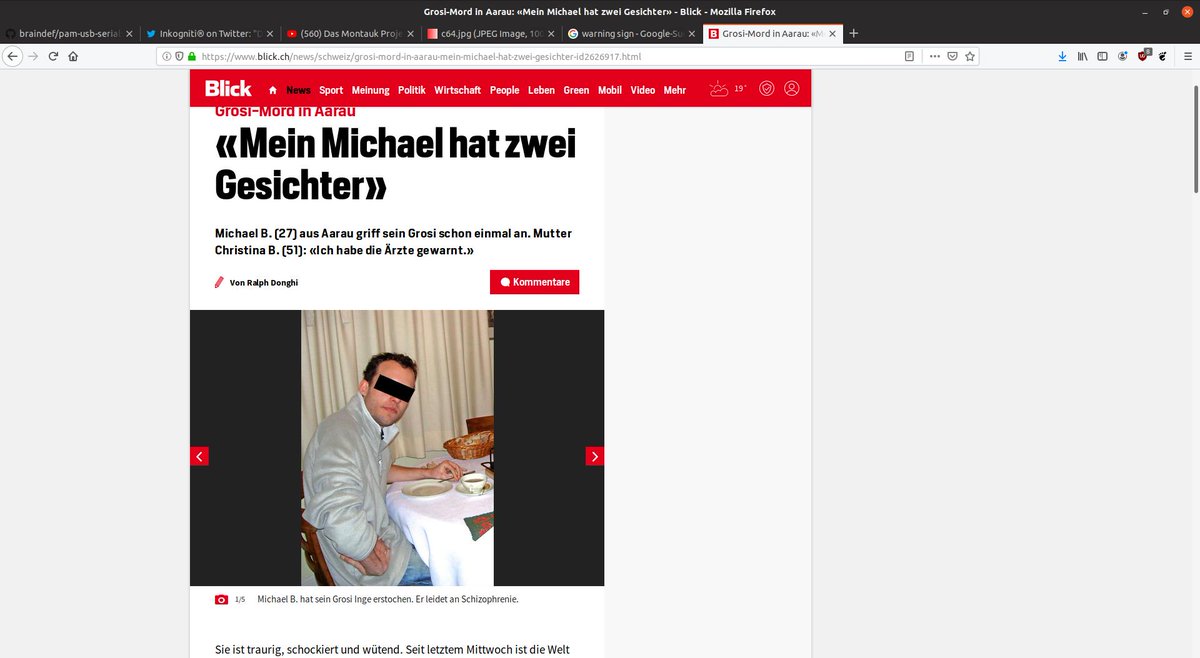 Grosi-Mord in Aarau: «Mein Michael hat zwei Gesichter» - Blick - Mozilla Firefox
braindef/pam-usb-serial
Inkogniti on Twitter: "D
(560) Das Montauk Proje
c64.jpg (JPEG Image, 100
warning sign - Google-Su
Grosi-Mord in Aarau: «M
https://www.blick.ch/news/schweiz/grosi-mord-in-aarau-mein-michael-hat-zwei-gesichter-id2626917.html
Blick News Sport Meinung Politik Wirtschaft People Leben Green Mobil Video Mehr 19°
Grosi-Mord in Aarau
«Mein Michael hat zwei
Gesichter»
Michael B. (27) aus Aarau griff sein Grosi schon einmal an. Mutter
Christina B. (51): «Ich habe die Ärzte gewarnt.»
Von Ralph Donghi
Kommentare
1/5 Michael B. hat sein Grosi Inge erstochen. Er leidet an Schizophrenie.
Sie ist traurig, schockiert und wütend. Seit letztem Mittwoch ist die Welt